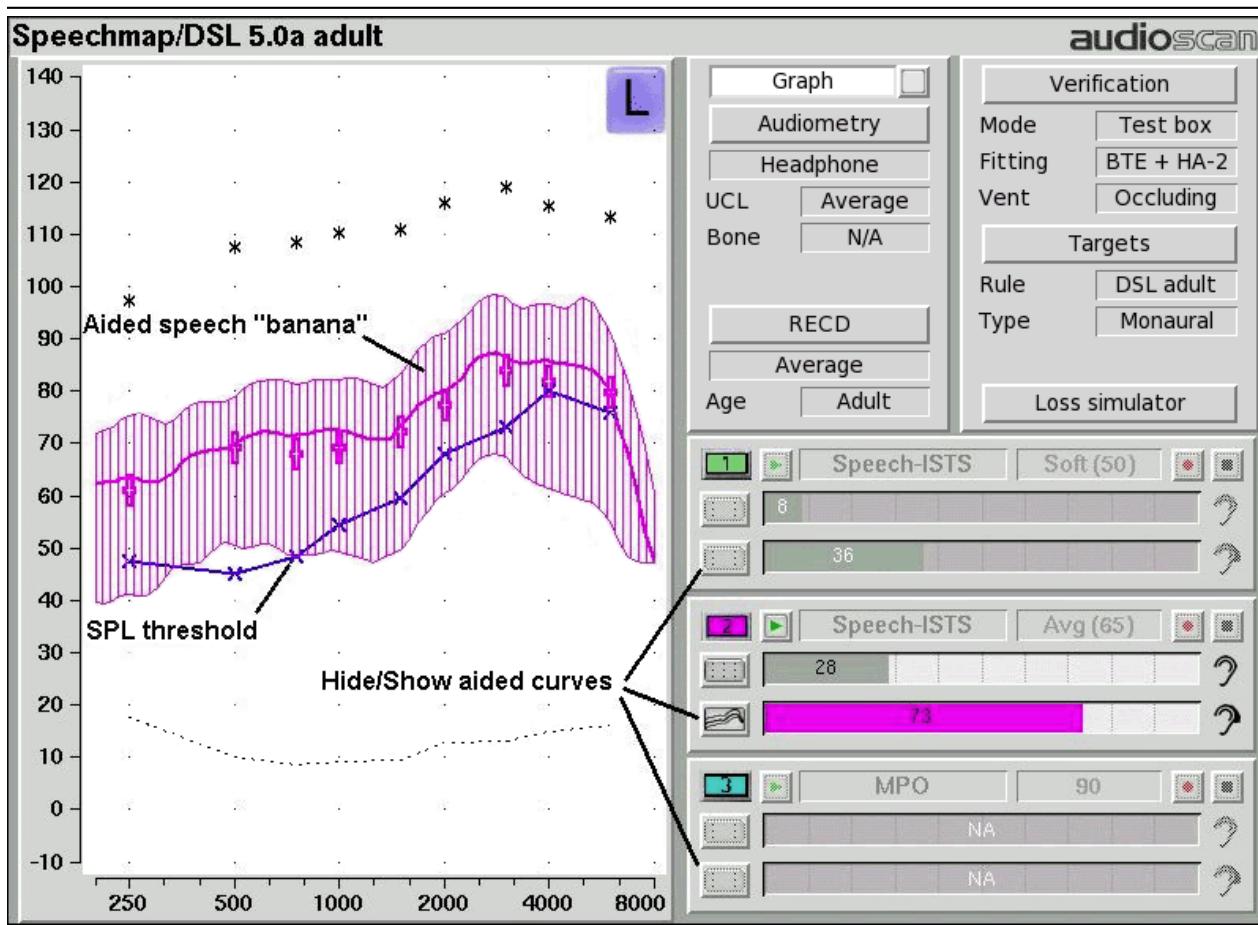 Speechmap/DSL 5.0a adult
audioscan
L
140
130
120
110
100
90
80
70
60
50
40
30
20
10
0
-10
250 500 1000 2000 4000 8000
Aided speech "banana"
SPL threshold
Hide/Show aided curves
Graph
Audiometry
Headphone
UCL Average
Bone N/A
RECD
Average
Age Adult
Verification
Mode Test box
Fitting BTE + HA-2
Vent Occluding
Targets
Rule DSL adult
Type Monaural
Loss simulator
1 Speech-ISTS Soft (50)
8
36
2 Speech-ISTS Avg (65)
28
73
3 MPO 90
NA
NA